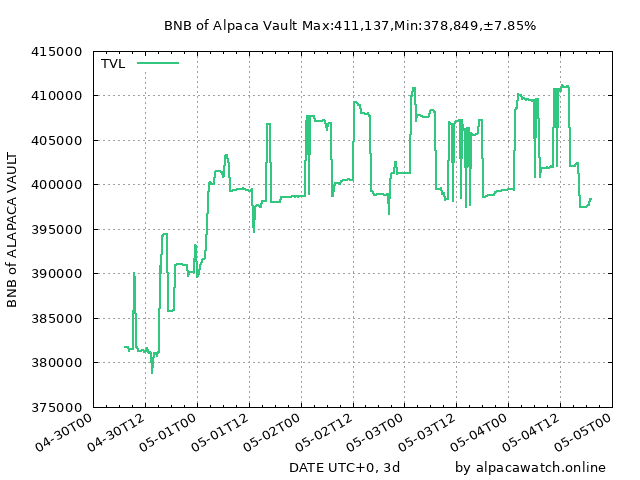 BNB of Alpaca Vault Max:411,137,Min:378,849,±7.85%
TVL
BNB of ALAPACA VAULT
415000
410000
405000
400000
395000
390000
385000
380000
375000
04-30T00
04-30T12
05-01T00
05-01T12
05-02T00
05-02T12
05-03T00
05-03T12
05-04T00
05-04T12
05-05T00
DATE UTC+0, 3d
by alpacawatch.online